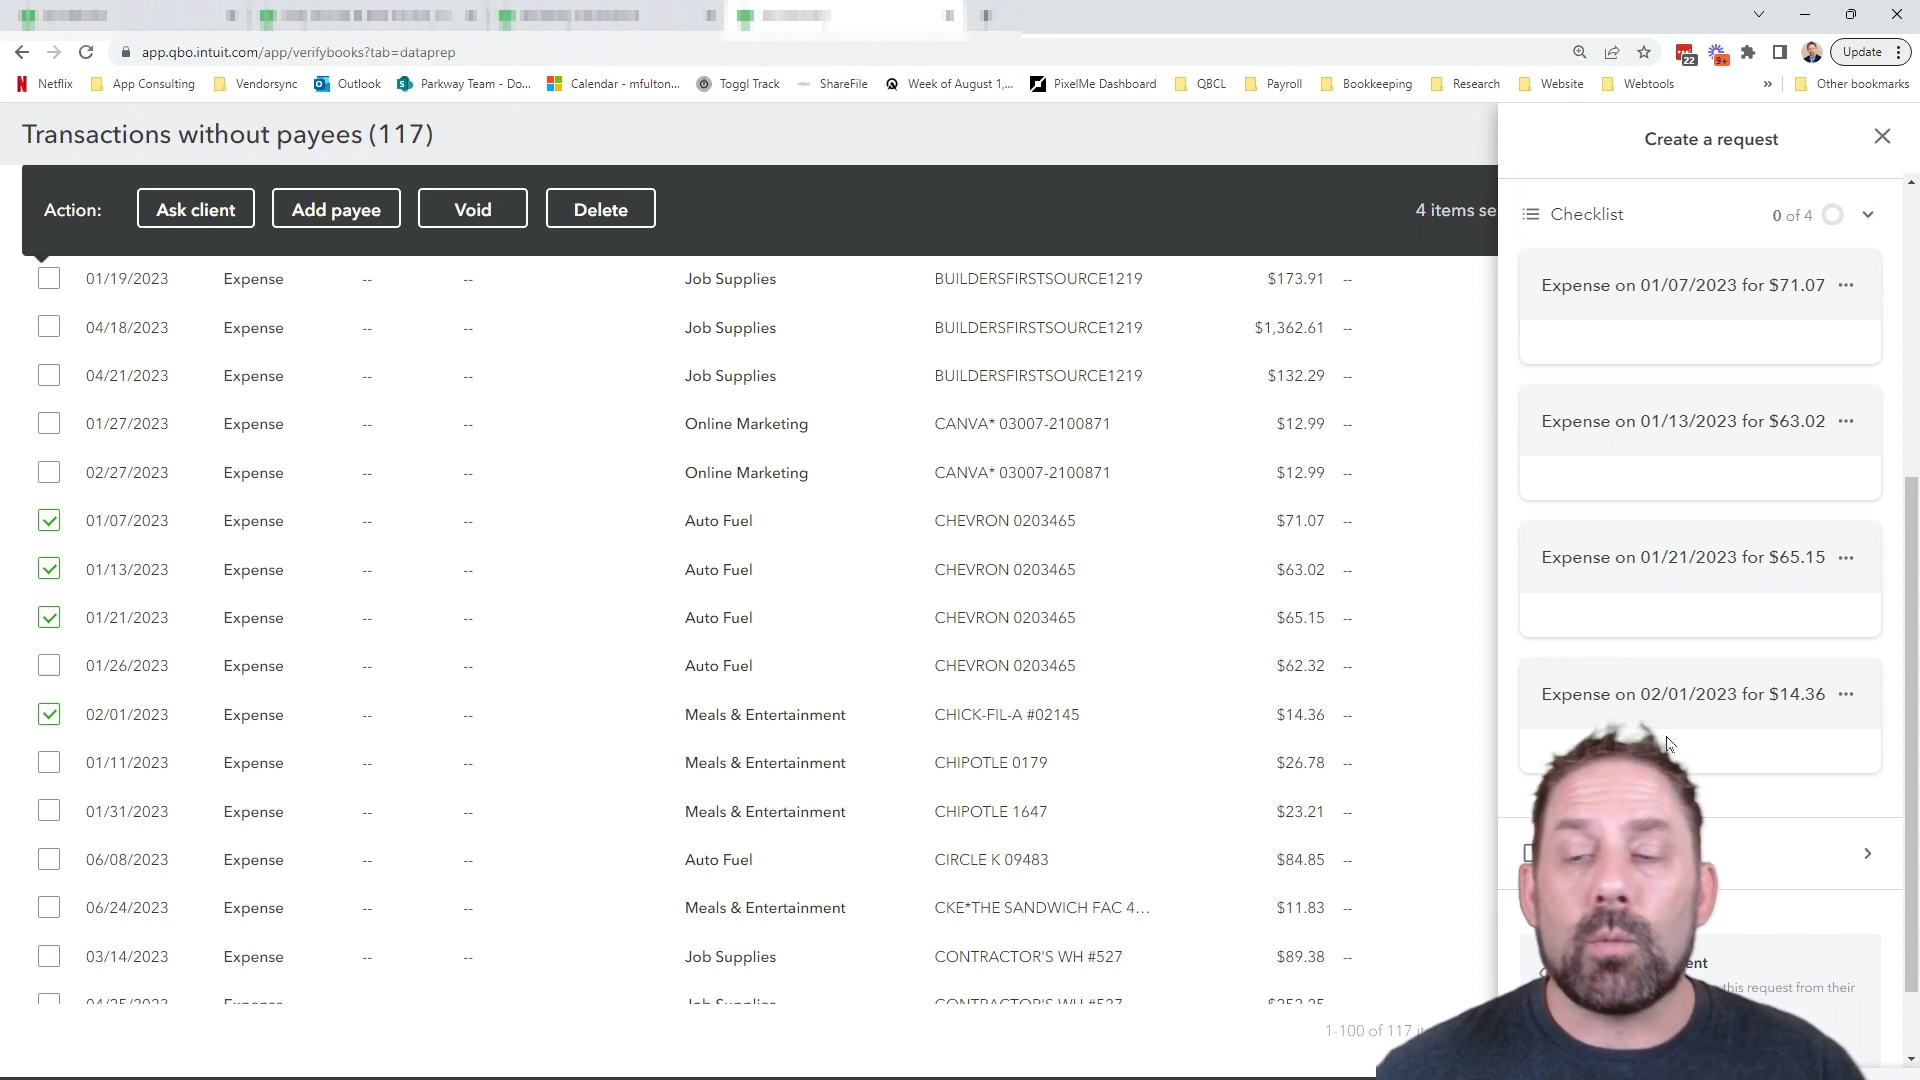 app.qbo.intuit.com/app/verifybooks?tab=dataprep
22
9+
Update
Netflix
App Consulting
Vendorsync
Outlook
Parkway Team - Do...
Calendar - mfulton...
Toggl Track
ShareFile
Week of August 1,...
PixelMe Dashboard
QBCL
Payroll
Bookkeeping
Research
Website
Webtools
»
Other bookmarks
Transactions without payees (117)
Action:
Ask client
Add payee
Void
Delete
4 items se
01/19/2023 Expense -- -- Job Supplies BUILDERSFIRSTSOURCE1219 $173.91 --
04/18/2023 Expense -- -- Job Supplies BUILDERSFIRSTSOURCE1219 $1,362.61 --
04/21/2023 Expense -- -- Job Supplies BUILDERSFIRSTSOURCE1219 $132.29 --
01/27/2023 Expense -- -- Online Marketing CANVA* 03007-2100871 $12.99 --
02/27/2023 Expense -- -- Online Marketing CANVA* 03007-2100871 $12.99 --
01/07/2023 Expense -- -- Auto Fuel CHEVRON 0203465 $71.07 --
01/13/2023 Expense -- -- Auto Fuel CHEVRON 0203465 $63.02 --
01/21/2023 Expense -- -- Auto Fuel CHEVRON 0203465 $65.15 --
01/26/2023 Expense -- -- Auto Fuel CHEVRON 0203465 $62.32 --
02/01/2023 Expense -- -- Meals & Entertainment CHICK-FIL-A #02145 $14.36 --
01/11/2023 Expense -- -- Meals & Entertainment CHIPOTLE 0179 $26.78 --
01/31/2023 Expense -- -- Meals & Entertainment CHIPOTLE 1647 $23.21 --
06/08/2023 Expense -- -- Auto Fuel CIRCLE K 09483 $84.85 --
06/24/2023 Expense -- -- Meals & Entertainment CKE*THE SANDWICH FAC 4... $11.83 --
03/14/2023 Expense -- -- Job Supplies CONTRACTOR'S WH #527 $89.38 --
1-100 of 117
Create a request
Checklist
0 of 4
Expense on 01/07/2023 for $71.07 ...
Expense on 01/13/2023 for $63.02 ...
Expense on 01/21/2023 for $65.15 ...
Expense on 02/01/2023 for $14.36 ...
ent
this request from their